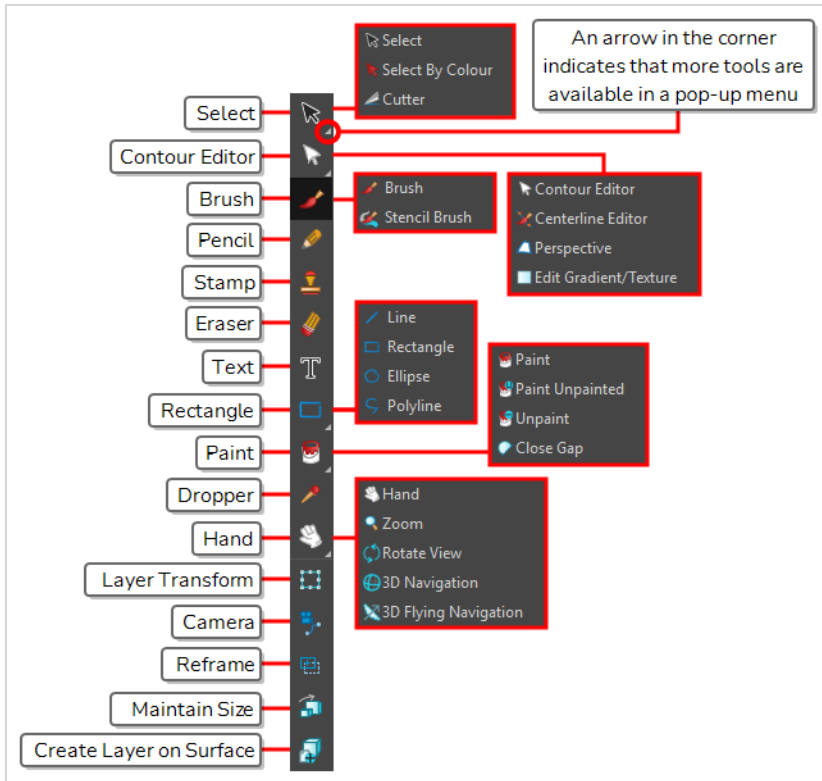 Select
Select By Colour
Cutter
An arrow in the corner
indicates that more tools are
available in a pop-up menu
Select
Contour Editor
Brush
Pencil
Stamp
Eraser
Text
Rectangle
Paint
Dropper
Hand
Layer Transform
Camera
Reframe
Maintain Size
Create Layer on Surface
Brush
Stencil Brush
Contour Editor
Centerline Editor
Perspective
Edit Gradient/Texture
Line
Rectangle
Ellipse
Polyline
Paint
Paint Unpainted
Unpaint
Close Gap
Hand
Zoom
Rotate View
3D Navigation
3D Flying Navigation